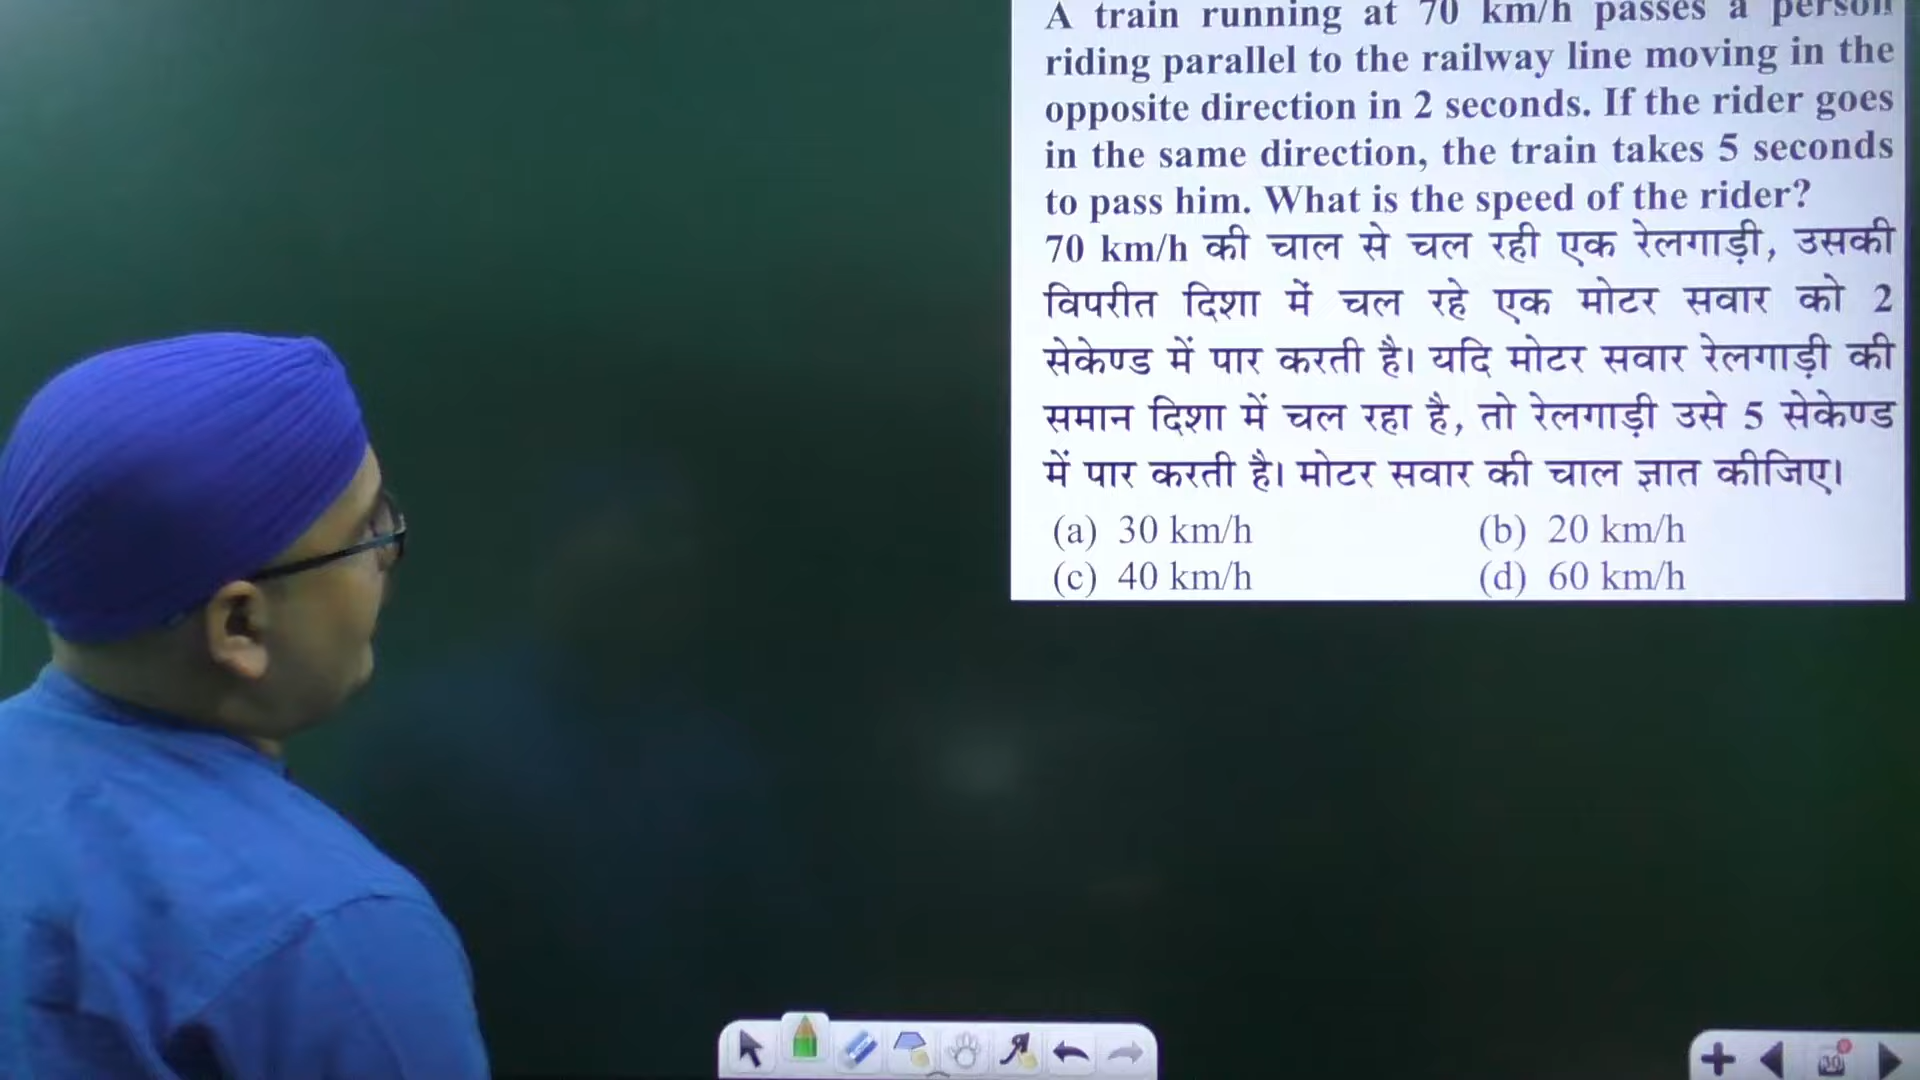 A train running at 70 km/h passes a person
riding parallel to the railway line moving in the
opposite direction in 2 seconds. If the rider goes
in the same direction, the train takes 5 seconds
to pass him. What is the speed of the rider?
70 km/h की चाल से चल रही एक रेलगाड़ी, उसकी
विपरीत दिशा में चल रहे एक मोटर सवार को 2
सेकेण्ड में पार करती है। यदि मोटर सवार रेलगाड़ी की
समान दिशा में चल रहा है, तो रेलगाड़ी उसे 5 सेकेण्ड
में पार करती है। मोटर सवार की चाल ज्ञात कीजिए।
(a) 30 km/h (b) 20 km/h
(c) 40 km/h (d) 60 km/h
30